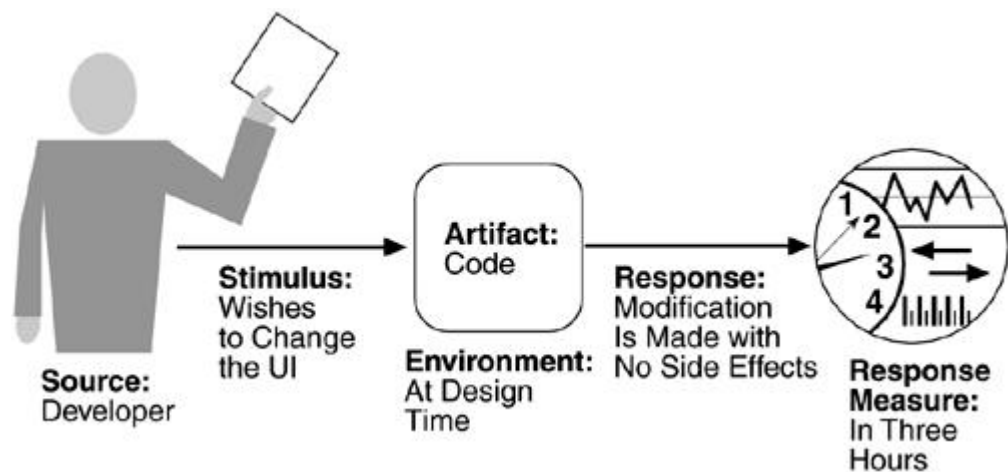 Source:
Developer
Stimulus:
Wishes
to Change
the UI
Artifact:
Code
Environment:
At Design
Time
Response:
Modification
Is Made with
No Side Effects
1
2
3
4
Response
Measure:
In Three
Hours